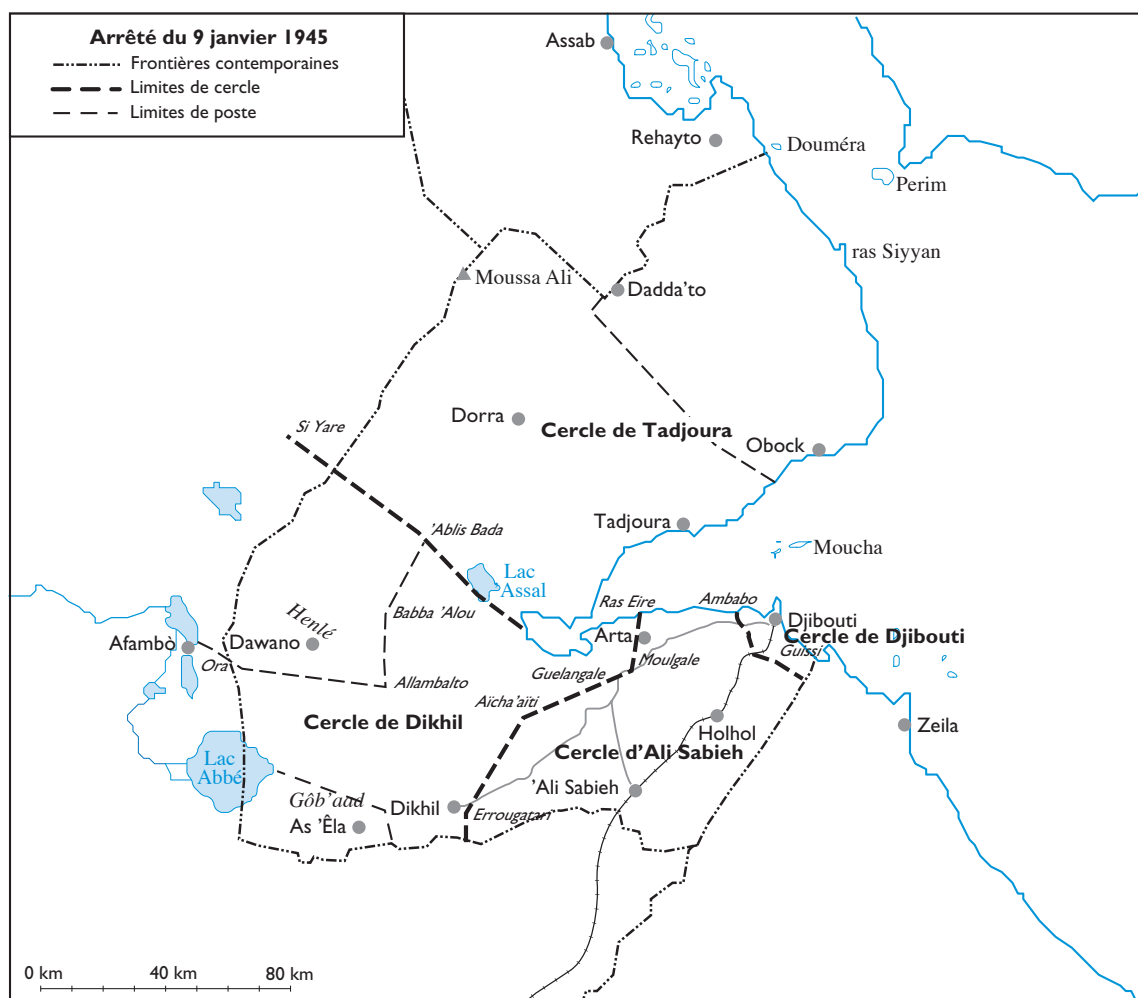 Arrêté du 9 janvier 1945
Frontières contemporaines
Limites de cercle
Limites de poste
Assab
Rehayto
Douméra
Perim
ras Siyyan
Moussa Ali
Dadda'to
Dorra
Si Yare
Cercle de Tadjoura
Obock
'Ablis Bada
Tadjoura
Moucha
Lac
Assal
Ras Eire
Ambabo
Babba 'Alou
Henlé
Djibouti
Arta
Cercle de Djibouti
Afambò
Dawano
Ora
Moulgale
Guissi
Guelangale
Allambalto
Aïcha'aïti
Cercle de Dikhil
Holhol
Zeila
Cercle d'Ali Sabieh
Lac
Abbé
'Ali Sabieh
Gôb'aad
Dikhil
Errougatari
As 'Êla
0 km
40 km
80 km